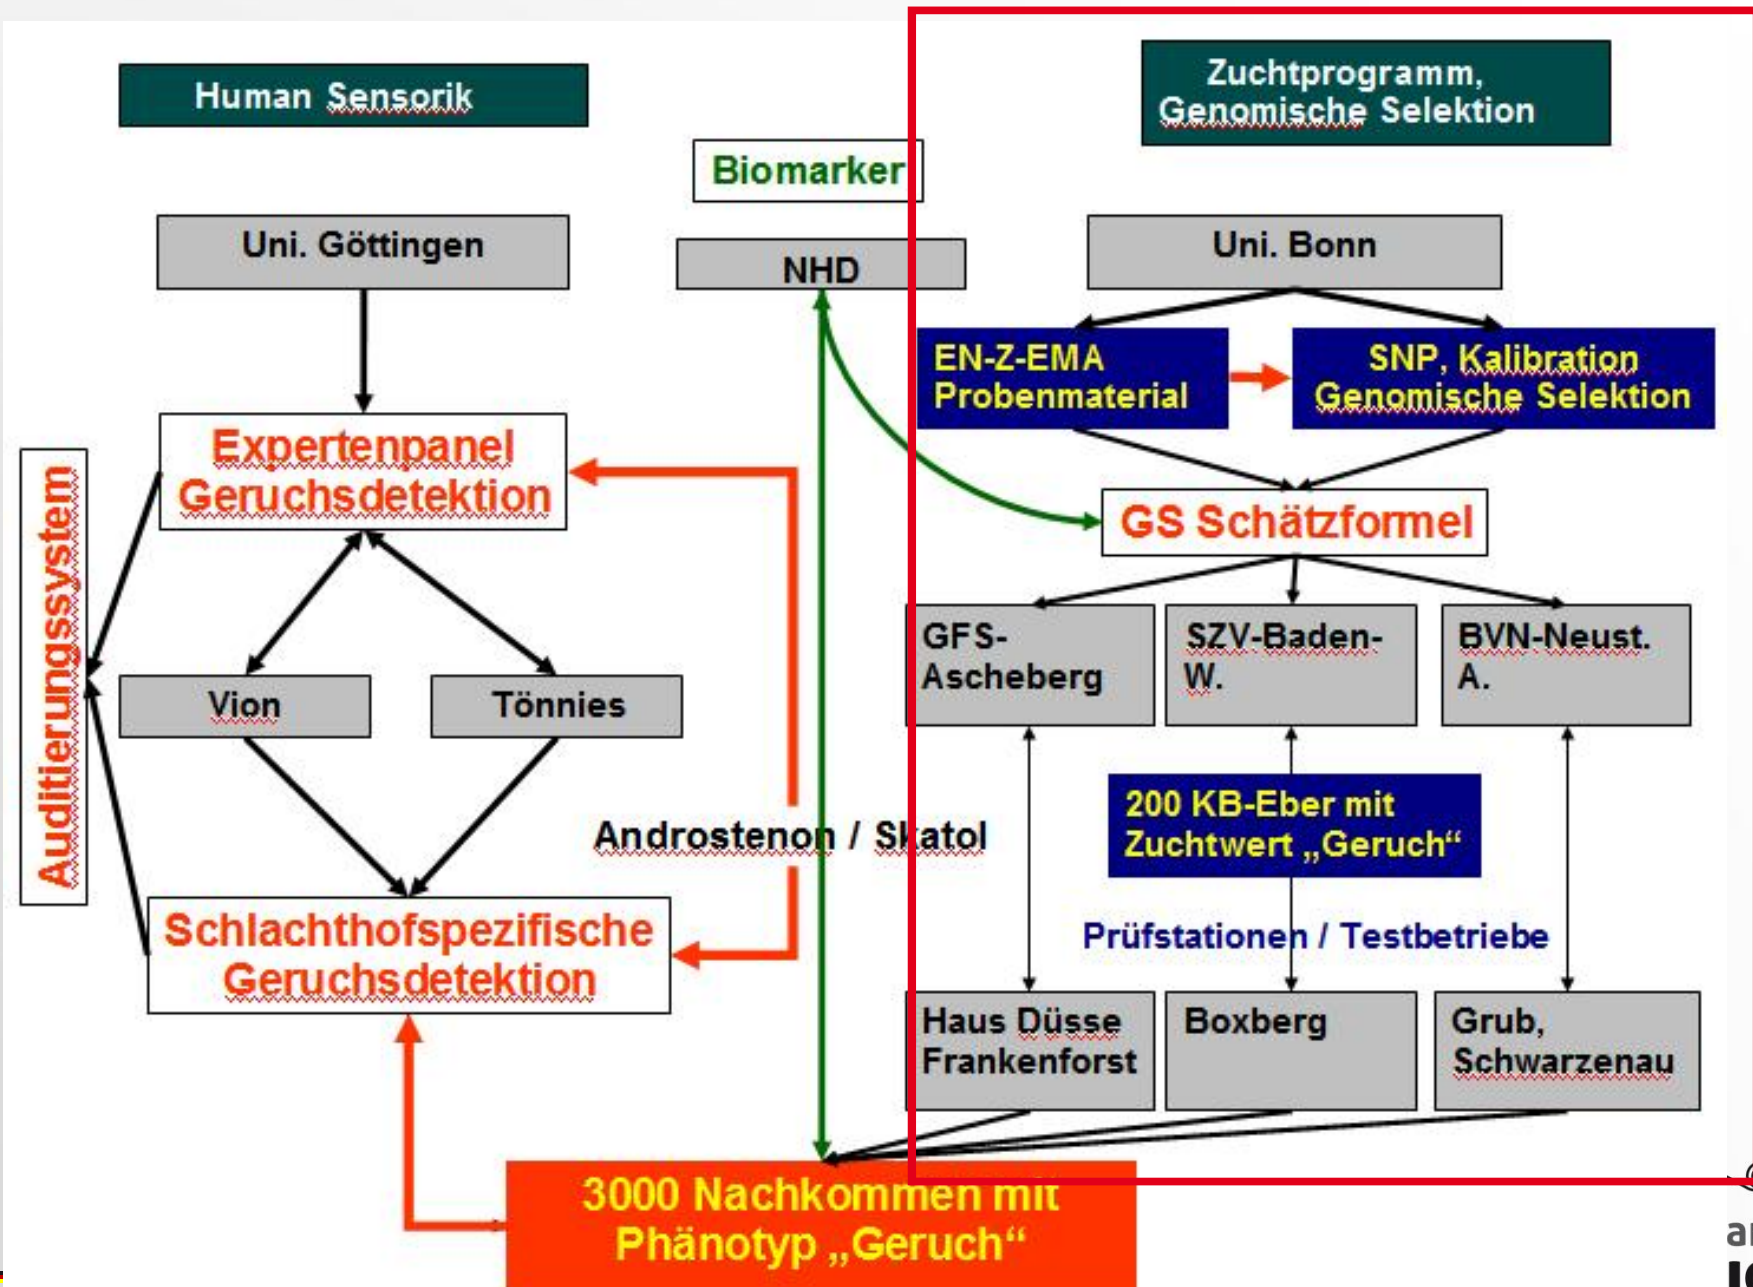 Human Sensorik
Zuchtprogramm,
Genomische Selektion
Biomarker
Uni. Göttingen
NHD
Uni. Bonn
EN-Z-EMA
Probenmaterial
SNP, Kalibration
Genomische Selektion
Expertenpanel
Geruchsdetektion
Auditierungssystem
GS Schätzformel
Vion
Tönnies
GFS-
Ascheberg
SZV-Baden-
W.
BVN-Neust.
A.
Androstenon / Skatol
200 KB-Eber mit
Zuchtwert „Geruch“
Prüfstationen / Testbetriebe
Schlachthofspezifische
Geruchsdetektion
Haus Düsse
Frankenforst
Boxberg
Grub,
Schwarzenau
3000 Nachkommen mit
Phänotyp „Geruch“